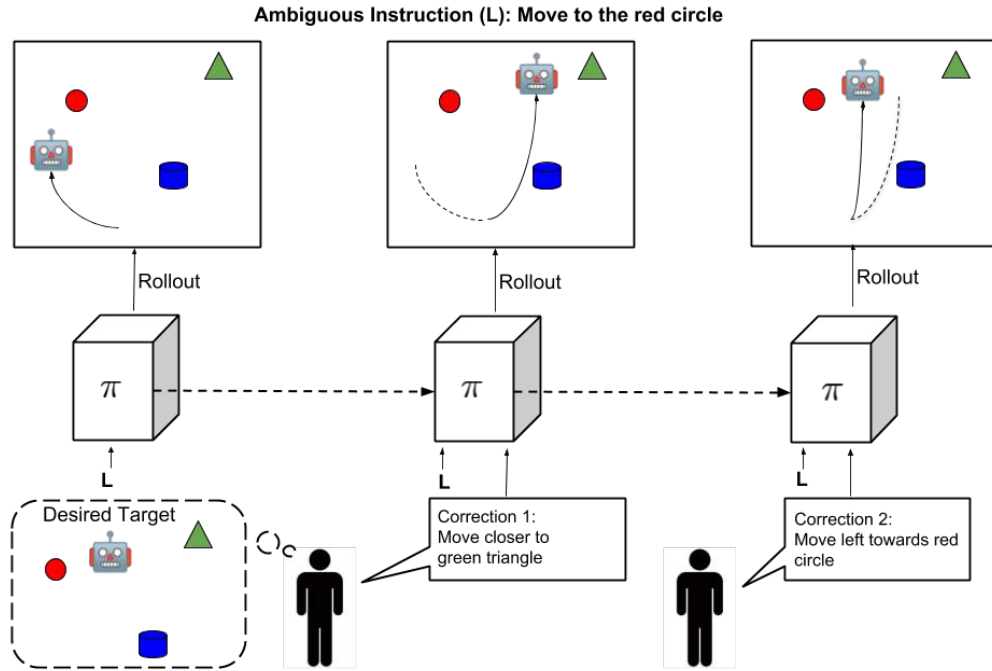 Ambiguous Instruction (L): Move to the red circle
Rollout
Rollout
Rollout
π
π
π
L
L
L
Desired Target
Correction 1:
Move closer to
green triangle
Correction 2:
Move left towards red
circle